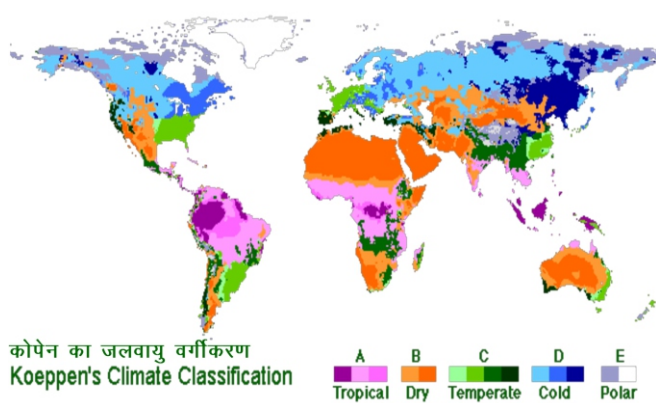 कोपेन का जलवायु वर्गीकरण
Koeppen's Climate Classification
A B C D E
Tropical Dry Temperate Cold Polar